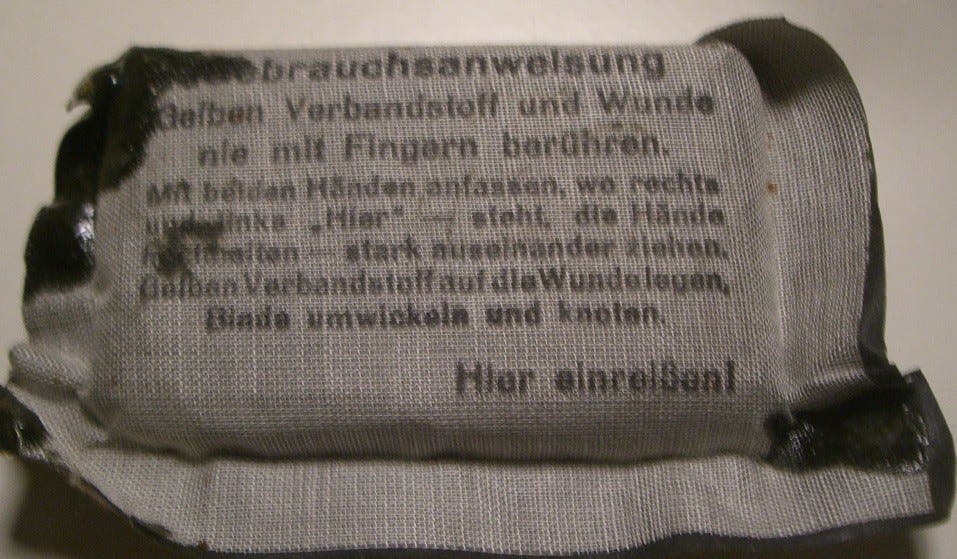 Gebrauchsanweisung
Gelben Verbandstoff und Wunde
nie mit Fingern berühren.
Mit beiden Händen anfassen, wo rechts
und links „Hier“ — steht, die Hände
— stark auseinander ziehen,
Gelben Verbandstoff auf die Wunde legen,
Binde umwickeln und knoten.
Hier einreißen!